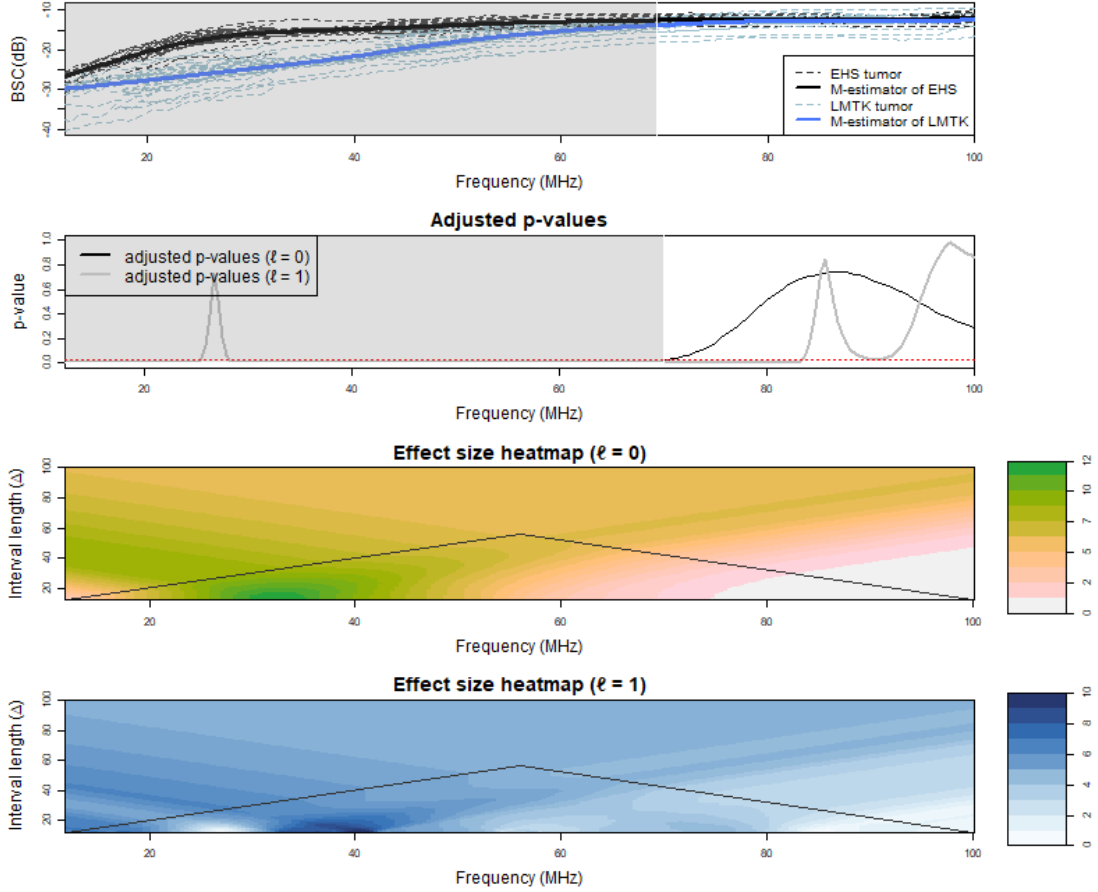 -10
-20
-30
-40
BSC(dB)
EHS tumor
M-estimator of EHS
LMTK tumor
M-estimator of LMTK
20 40 60 80 100
Frequency (MHz)
Adjusted p-values
1.0
0.8
0.6
0.4
0.2
0.0
p-value
adjusted p-values (ℓ = 0)
adjusted p-values (ℓ = 1)
20 40 60 80 100
Frequency (MHz)
Effect size heatmap (ℓ = 0)
100
80
60
40
20
Interval length (Δ)
12
10
7
5
2
0
20 40 60 80 100
Frequency (MHz)
Effect size heatmap (ℓ = 1)
100
80
60
40
20
Interval length (Δ)
10
8
6
4
2
0
20 40 60 80 100
Frequency (MHz)